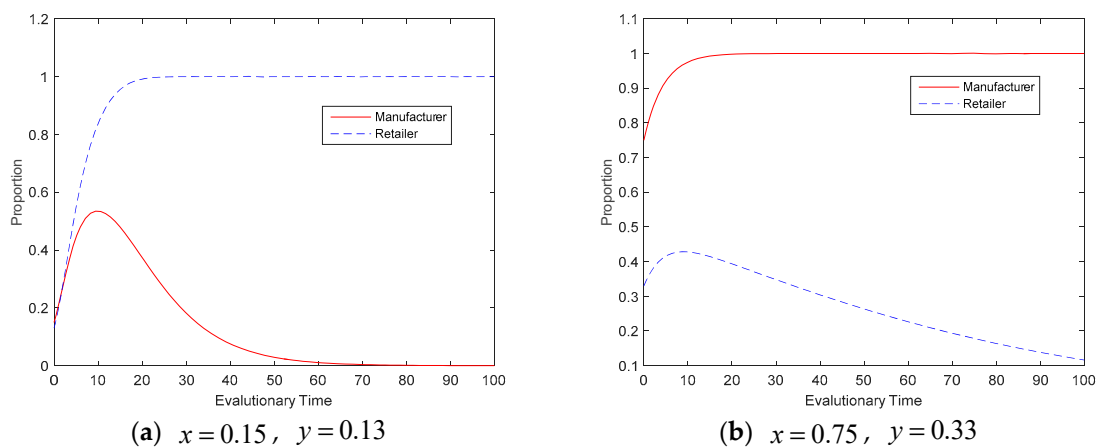 1.2
1
0.8
0.6
0.4
0.2
0
Proportion
Manufacturer
Retailer
0 10 20 30 40 50 60 70 80 90 100
Evalutionary Time
(a) x = 0.15 , y = 0.13
1.1
1
0.9
0.8
0.7
0.6
0.5
0.4
0.3
0.2
0.1
Proportion
Manufacturer
Retailer
0 10 20 30 40 50 60 70 80 90 100
Evalutionary Time
(b) x = 0.75 , y = 0.33